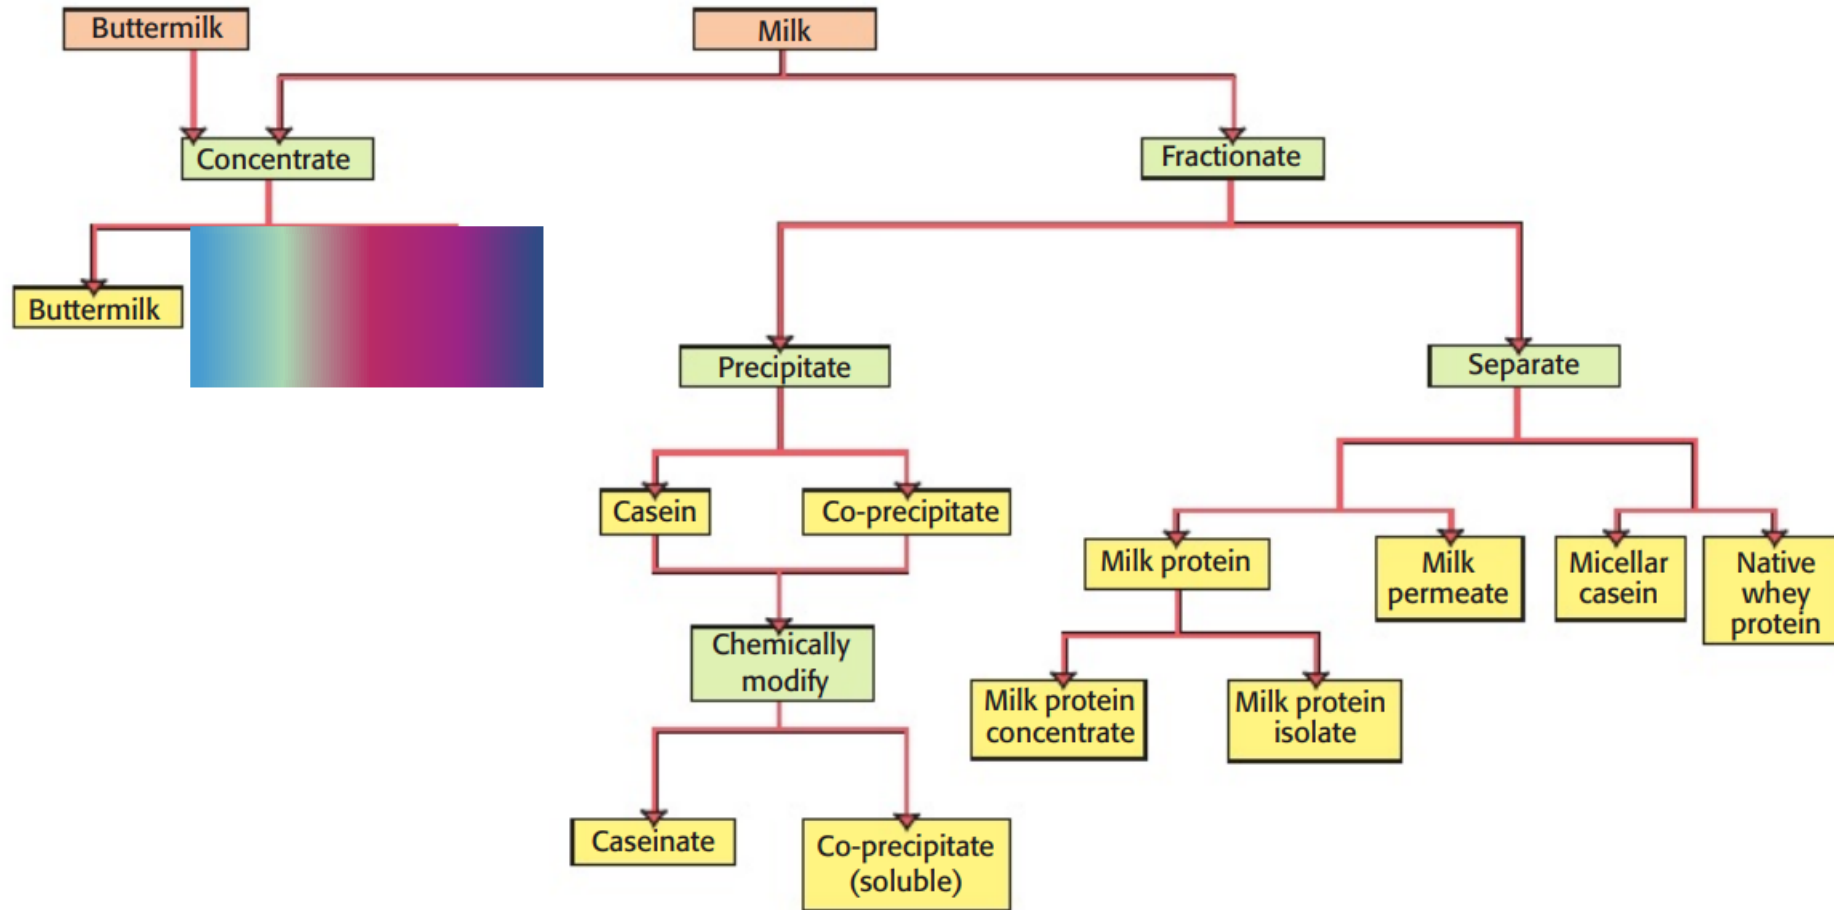 Buttermilk
Milk
Concentrate
Fractionate
Buttermilk
Precipitate
Separate
Casein
Co-precipitate
Milk protein
Milk
permeate
Micellar
casein
Native
whey
protein
Chemically
modify
Milk protein
concentrate
Milk protein
isolate
Caseinate
Co-precipitate
(soluble)